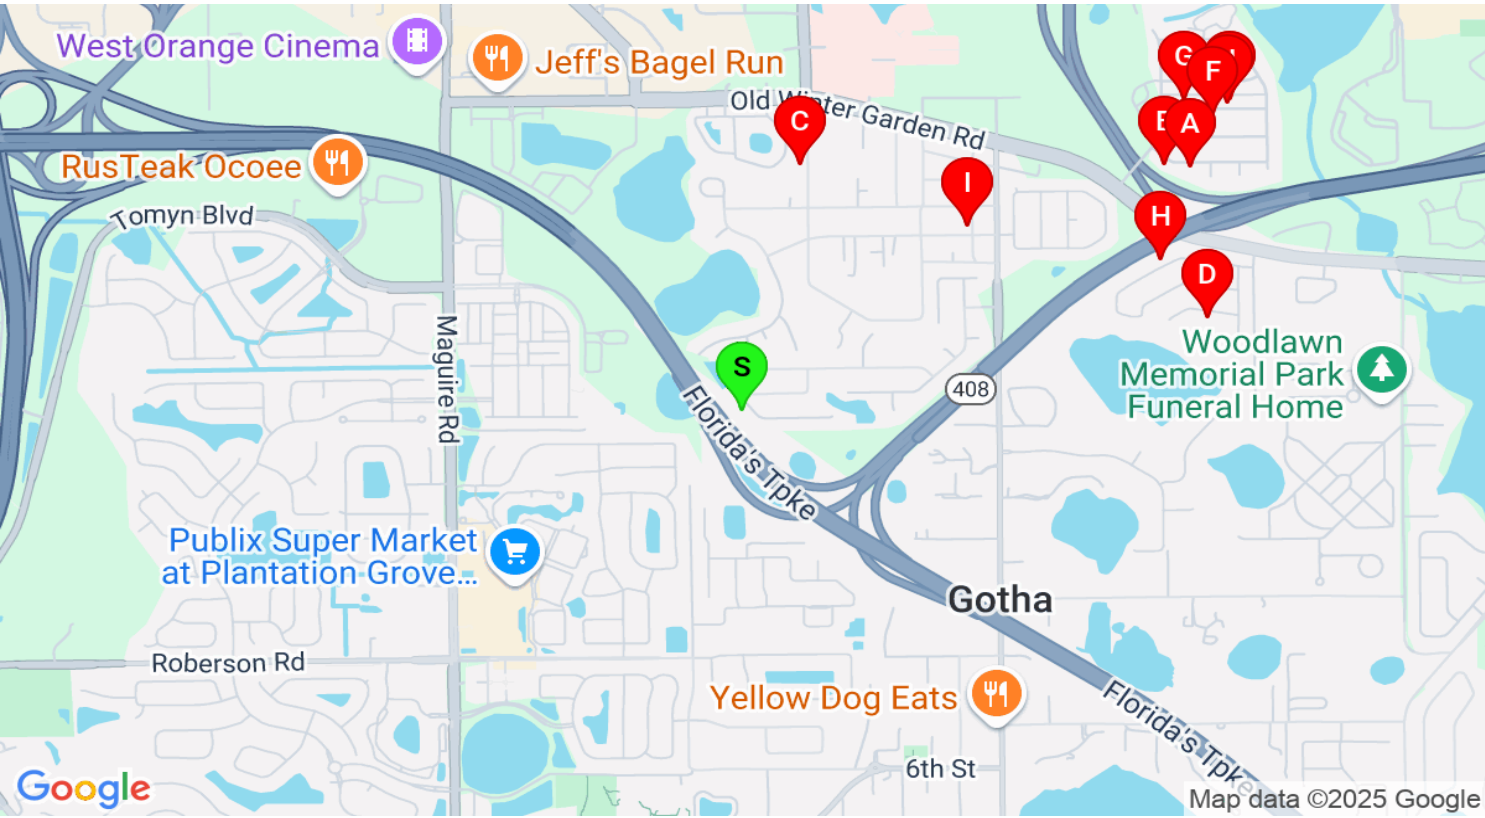 West Orange Cinema
Jeff's Bagel Run
Old Winter Garden Rd
G
F
C
E
A
RusTeak Ocoee
I
Tomyn Blvd
H
D
Maguire Rd
S
Woodlawn
Memorial Park
Funeral Home
408
Florida's Tpke
Publix Super Market
at Plantation Grove...
Gotha
Roberson Rd
Yellow Dog Eats
Florida's Tpke
6th St
Google
Map data ©2025 Google